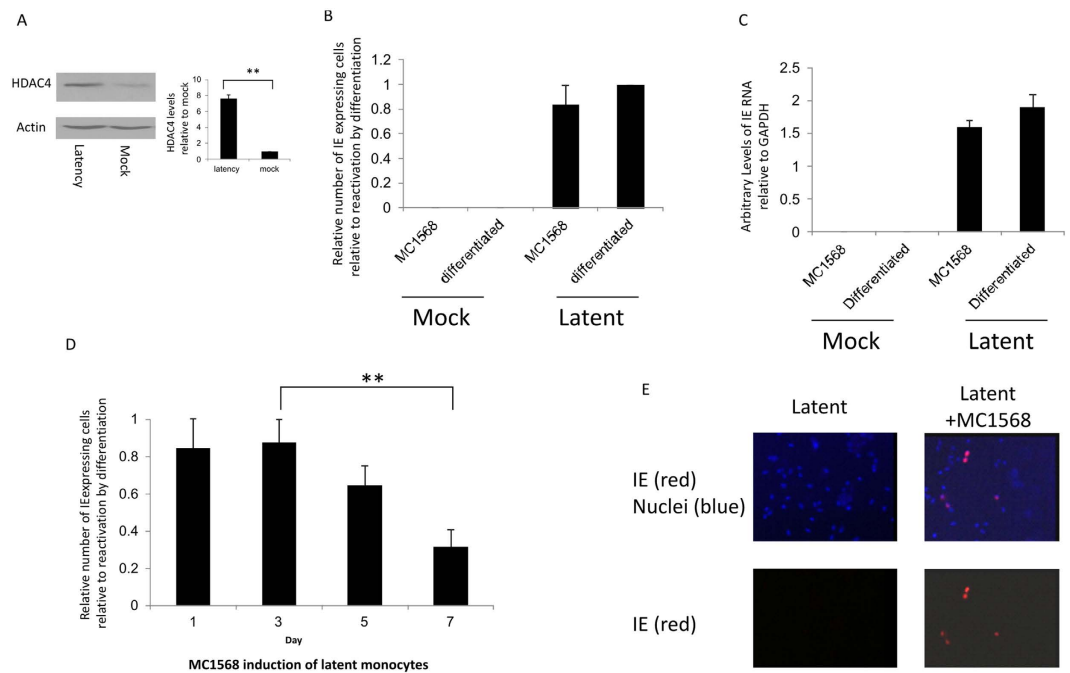 A
HDAC4
Actin
Latency
Mock
HDAC4 levels
relative to mock
10
8
6
4
2
0
**
latency
mock
B
Relative number of IE expressing cells
relative to reactivation by differentiation
1.2
1
0.8
0.6
0.4
0.2
0
MC1568
differentiated
MC1568
differentiated
Mock
Latent
C
Arbitrary Levels of IE RNA
relative to GAPDH
2.5
2
1.5
1
0.5
0
MC1568
Differentiated
MC1568
Differentiated
Mock
Latent
D
Relative number of IEexpressing cells
relative to reactivation by differentiation
1
0.8
0.6
0.4
0.2
0
**
1
3
5
7
Day
MC1568 induction of latent monocytes
E
Latent
Latent
+MC1568
IE (red)
Nuclei (blue)
IE (red)